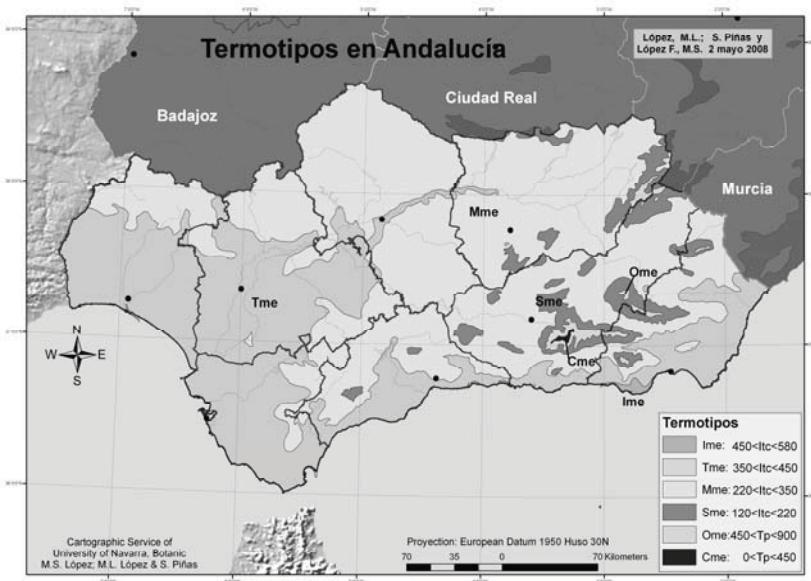 Termotipos en Andalucía
López, M.L.; S. Piñas y
López F., M.S. 2 mayo 2008
Badajoz
Ciudad Real
Murcia
Mme
Ome
Tme
Sme
Cme
Ime
N
W
E
S
Termotipos
Ime: 450<Itc<580
Tme: 350<Itc<450
Mme: 220<Itc<350
Sme: 120<Itc<220
Ome: 450<Tp<900
Cme: 0<Tp<450
Cartographic Service of
University of Navarra, Botanic
M.S. López; M.L. López & S. Piñas
Proyection: European Datum 1950 Huso 30N
70 35 0 70 Kilometers